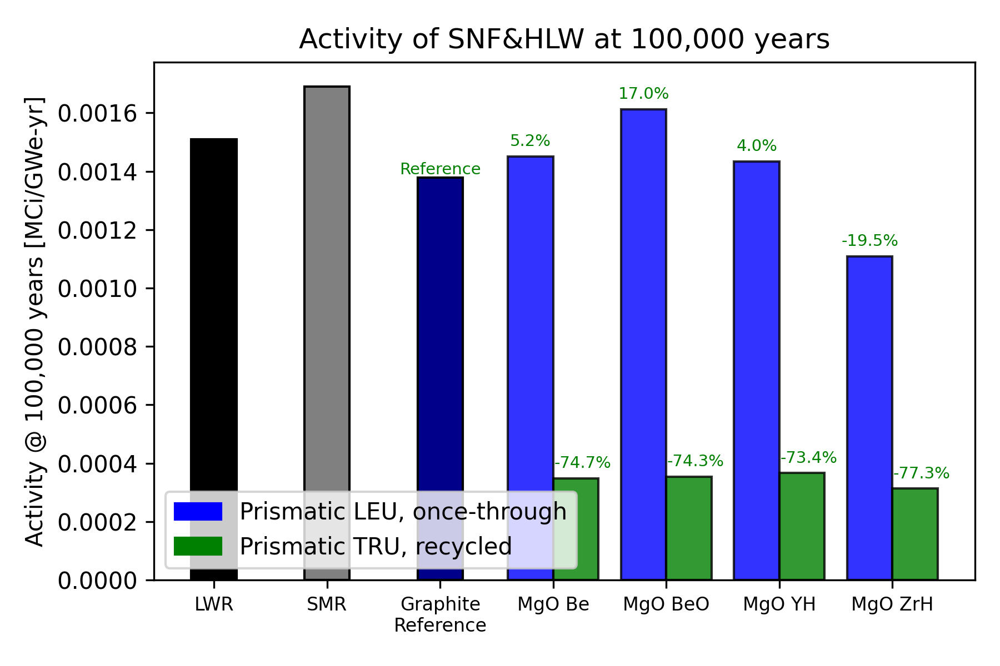 Activity of SNF&HLW at 100,000 years
Activity @ 100,000 years [MCi/GWe-yr]
0.0016
0.0014
0.0012
0.0010
0.0008
0.0006
0.0004
0.0002
0.0000
Reference
5.2%
17.0%
4.0%
-19.5%
-74.7%
-74.3%
-73.4%
-77.3%
Prismatic LEU, once-through
Prismatic TRU, recycled
LWR
SMR
Graphite
Reference
MgO Be
MgO BeO
MgO YH
MgO ZrH